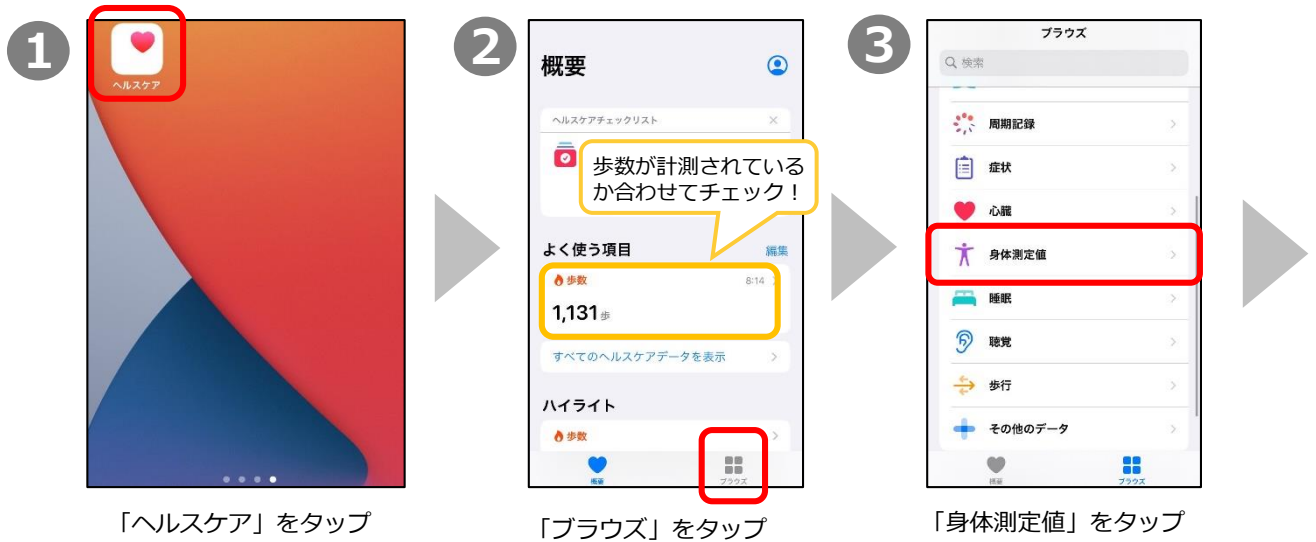 1
ヘルスケア
「ヘルスケア」をタップ
2
概要
ヘルスケアチェックリスト
歩数が計測されている
か合わせてチェック！
よく使う項目
編集
歩数
8:14
1,131歩
すべてのヘルスケアデータを表示
ハイライト
歩数
概要
ブラウズ
「ブラウズ」をタップ
3
ブラウズ
検索
周期記録
症状
心臓
身体測定値
睡眠
聴覚
歩行
その他のデータ
概要
ブラウズ
「身体測定値」をタップ